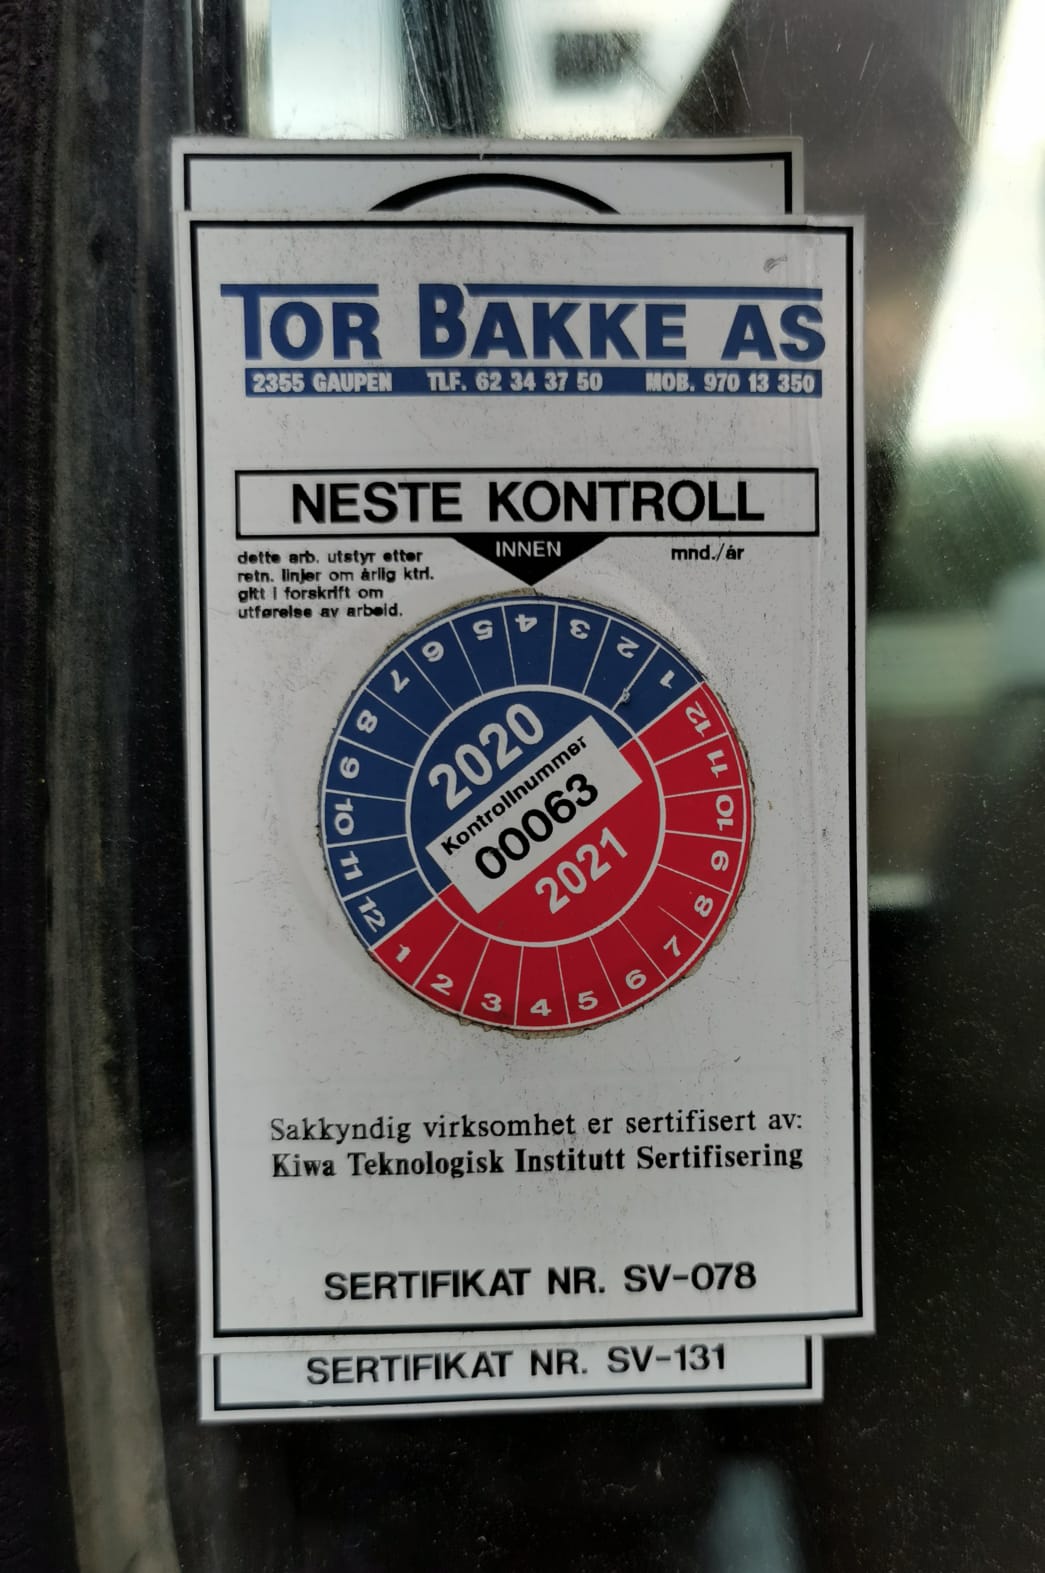 TOR BAKKE AS
2355 GAUPEN TLF. 62 34 37 50 MOB. 970 13 350
NESTE KONTROLL
INNEN
mnd./år
dette arb. utstyr etter
retn. linjer om årlig ktrl.
gitt i forskrift om
utførelse av arbeid.
1 2 3 4 5 6 7 8 9 10 11 12
2020
Kontrollnummer
00063
2021
1 2 3 4 5 6 7 8 9 10 11 12
Sakkyndig virksomhet er sertifisert av:
Kiwa Teknologisk Institutt Sertifisering
SERTIFIKAT NR. SV-078
SERTIFIKAT NR. SV-131